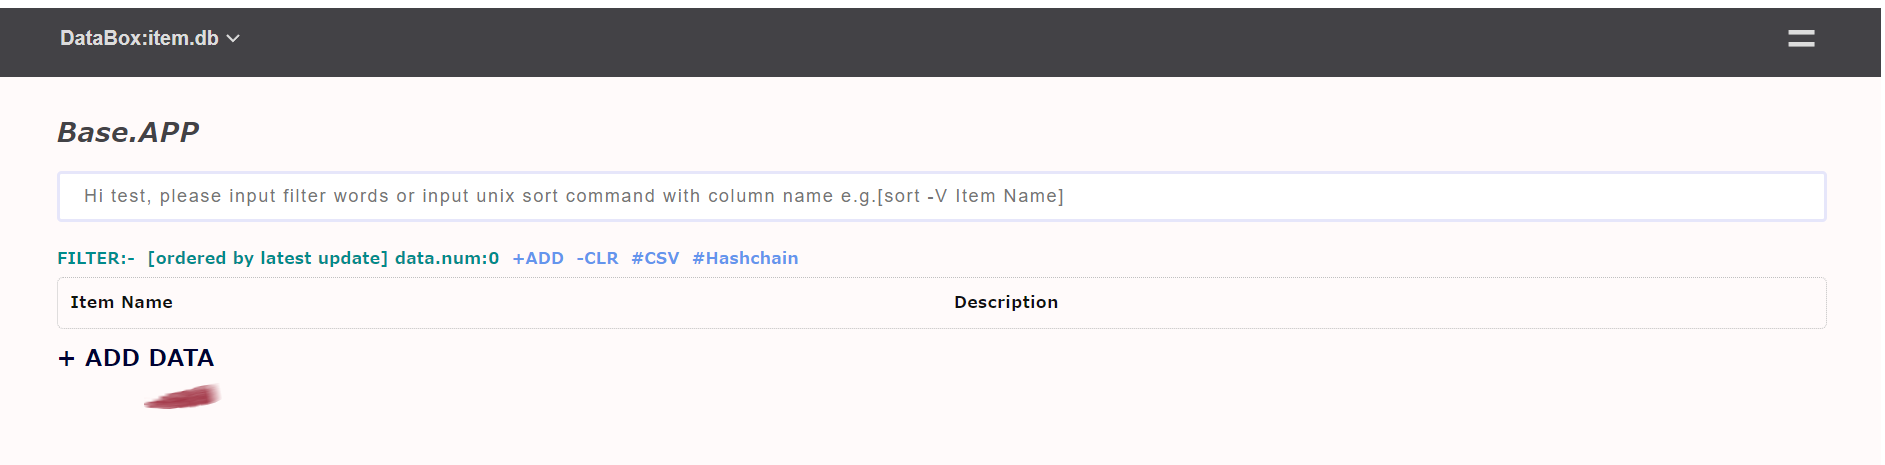 DataBox:item.db
Base.APP
Hi test, please input filter words or input unix sort command with column name e.g.[sort -V Item Name]
FILTER:- [ordered by latest update] data.num:0 +ADD -CLR #CSV #Hashchain
Item Name Description
+ ADD DATA